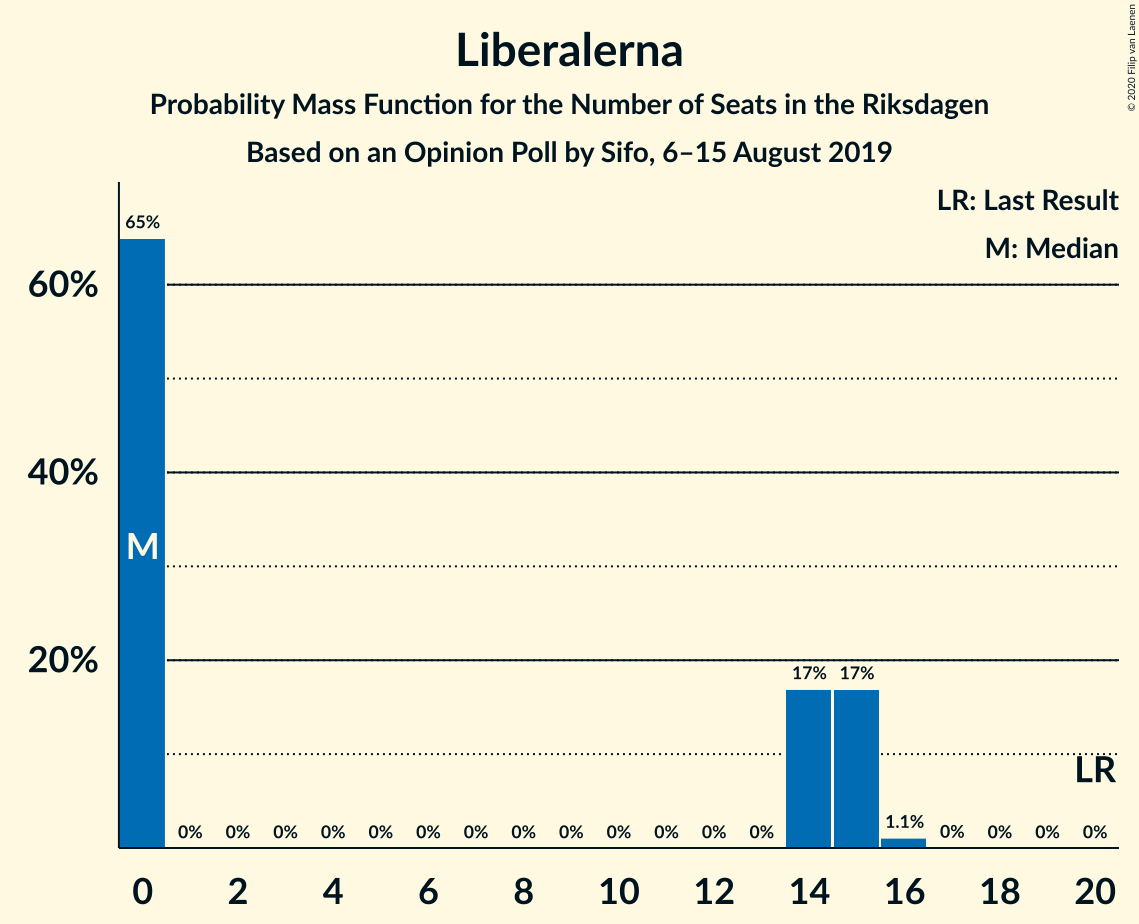 Liberalerna
Probability Mass Function for the Number of Seats in the Riksdagen
Based on an Opinion Poll by Sifo, 6–15 August 2019
© 2020 Filip van Laenen
LR: Last Result
M: Median
65%
60%
40%
M
20%
17% 17%
LR
0% 0% 0% 0% 0% 0% 0% 0% 0% 0% 0% 0% 0% 1.1% 0% 0% 0% 0%
0 2 4 6 8 10 12 14 16 18 20